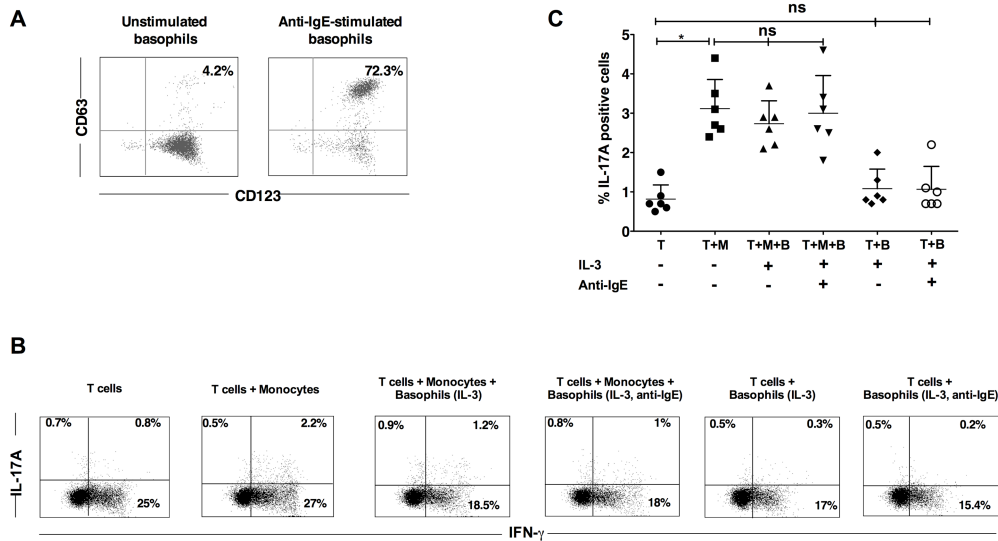 A
Unstimulated
basophils
Anti-IgE-stimulated
basophils
4.2%
72.3%
CD63
CD123
C
ns
ns
*
% IL-17A positive cells
5
4
3
2
1
0
T T+M T+M+B T+M+B T+B T+B
IL-3 - - + + + +
Anti-IgE - - - + - +
B
T cells
T cells + Monocytes
T cells + Monocytes +
Basophils (IL-3)
T cells + Monocytes +
Basophils (IL-3, anti-IgE)
T cells +
Basophils (IL-3)
T cells +
Basophils (IL-3, anti-IgE)
0.7% 0.8%
25%
0.5% 2.2%
27%
0.9% 1.2%
18.5%
0.8% 1%
18%
0.5% 0.3%
17%
0.5% 0.2%
15.4%
IL-17A
IFN-γ